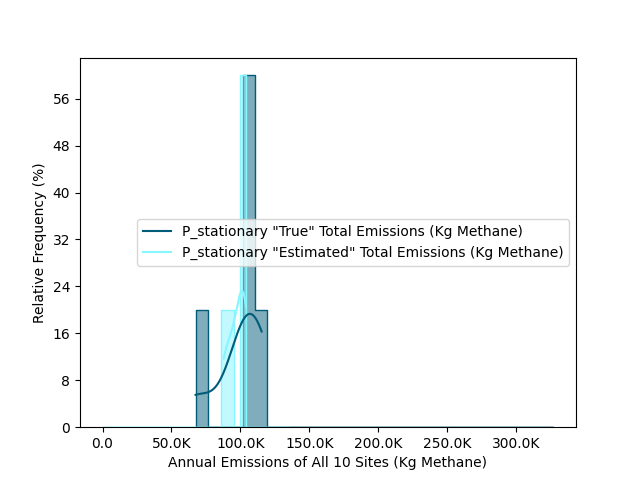 56
48
40
32
24
16
8
0
Relative Frequency (%)
P_stationary "True" Total Emissions (Kg Methane)
P_stationary "Estimated" Total Emissions (Kg Methane)
0.0 50.0K 100.0K 150.0K 200.0K 250.0K 300.0K
Annual Emissions of All 10 Sites (Kg Methane)